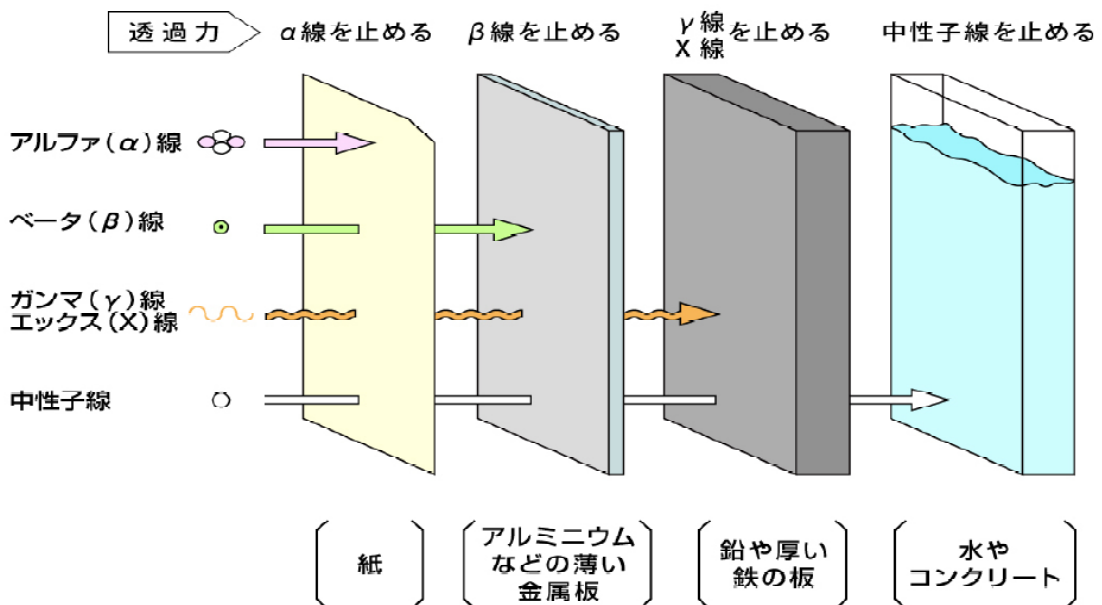 透過力
α線を止める
β線を止める
γ線
X線
を止める
中性子線を止める
アルファ(α)線
ベータ(β)線
ガンマ(γ)線
エックス(X)線
中性子線
紙
アルミニウム
などの薄い
金属板
鉛や厚い
鉄の板
水や
コンクリート